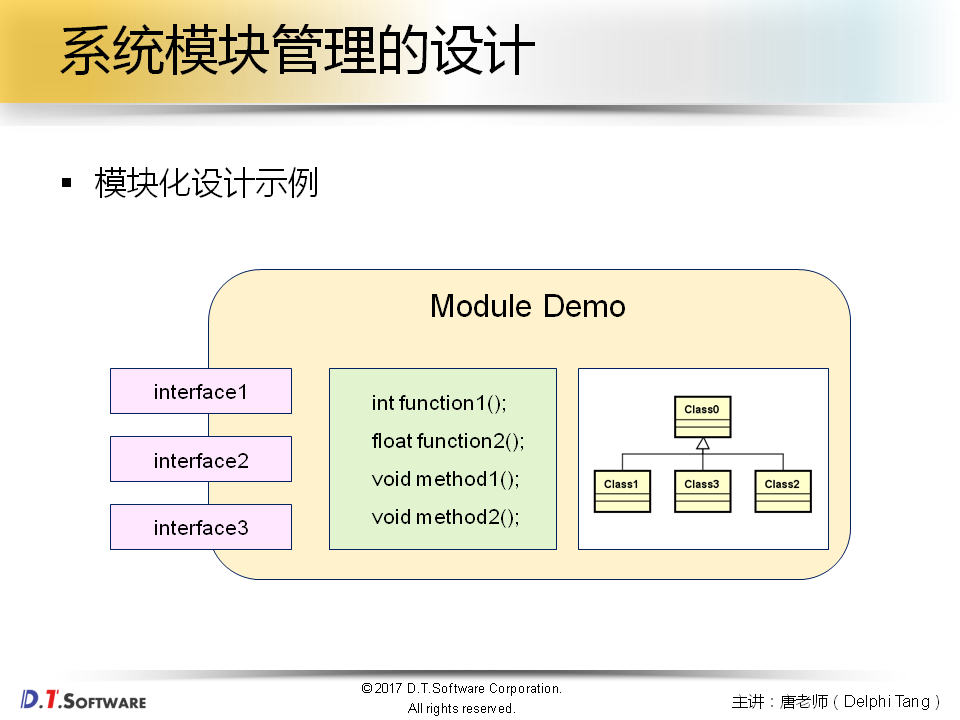 系统模块管理的设计
▪ 模块化设计示例
Module Demo
interface1
interface2
interface3
int function1();
float function2();
void method1();
void method2();
Class0
Class1
Class3
Class2
D.T.SOFTWARE
©2017 D.T.Software Corporation.
All rights reserved.
主讲：唐老师（Delphi Tang）